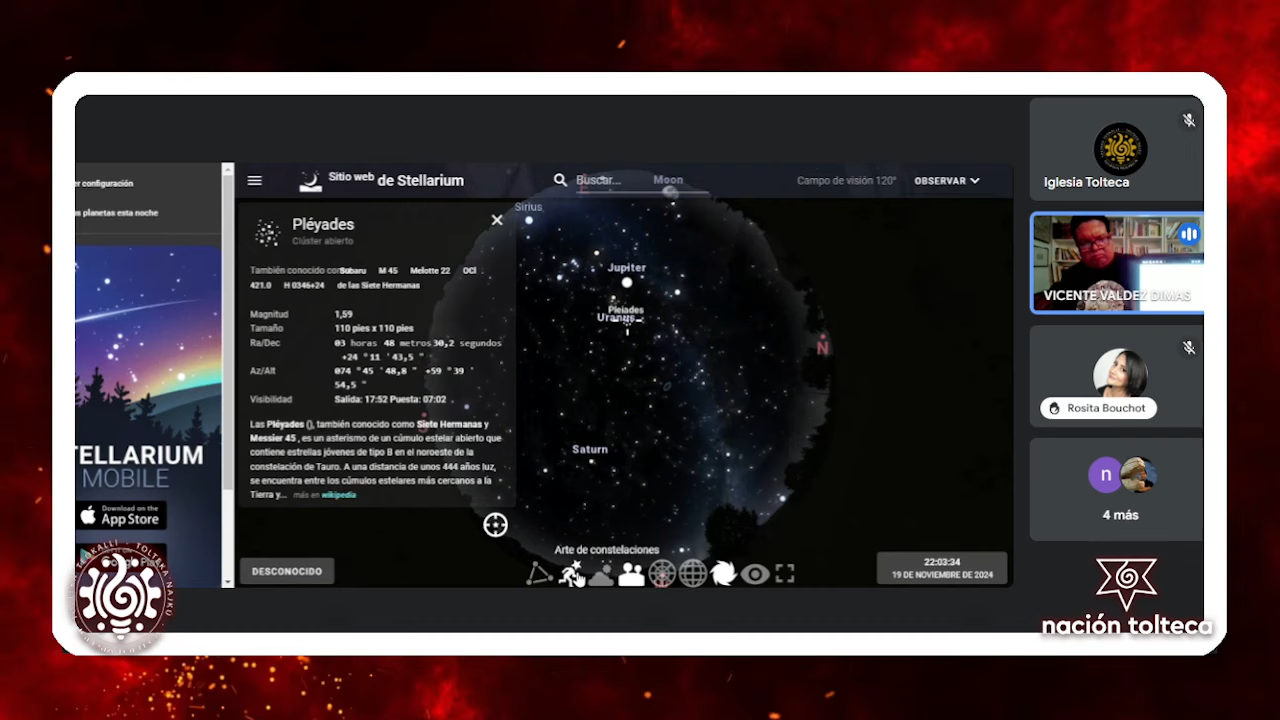 er configuración
os planetas esta noche
TELLARIUM
MOBILE
Download on the
App Store
Sitio web de Stellarium
Buscar...
Moon
Campo de visión 120°
OBSERVAR
Pléyades
Clúster abierto
También conocido como
Subaru M 45 Melotte 22 OCl
421.0 H 0346+24 de las Siete Hermanas
Magnitud 1,59
Tamaño 110 pies x 110 pies
Ra/Dec 03 horas 48 metros 30,2 segundos
+24 °11 '43,5 "
Az/Alt 074 °45 '48,8 " +59 °39 '
54,5 "
Visibilidad Salida: 17:52 Puesta: 07:02
Las Pléyades (), también conocido como Siete Hermanas y
Messier 45 , es un asterismo de un cúmulo estelar abierto que
contiene estrellas jóvenes de tipo B en el noroeste de la
constelación de Tauro. A una distancia de unos 444 años luz,
se encuentra entre los cúmulos estelares más cercanos a la
Tierra y... más en wikipedia
Sirius
Jupiter
Pleiades
Uranus
N
Saturn
Arte de constelaciones
DESCONOCIDO
22:03:34
19 DE NOVIEMBRE DE 2024
Iglesia Tolteca
VICENTE VALDEZ DIMAS
Rosita Bouchot
n
4 más
nación tolteca